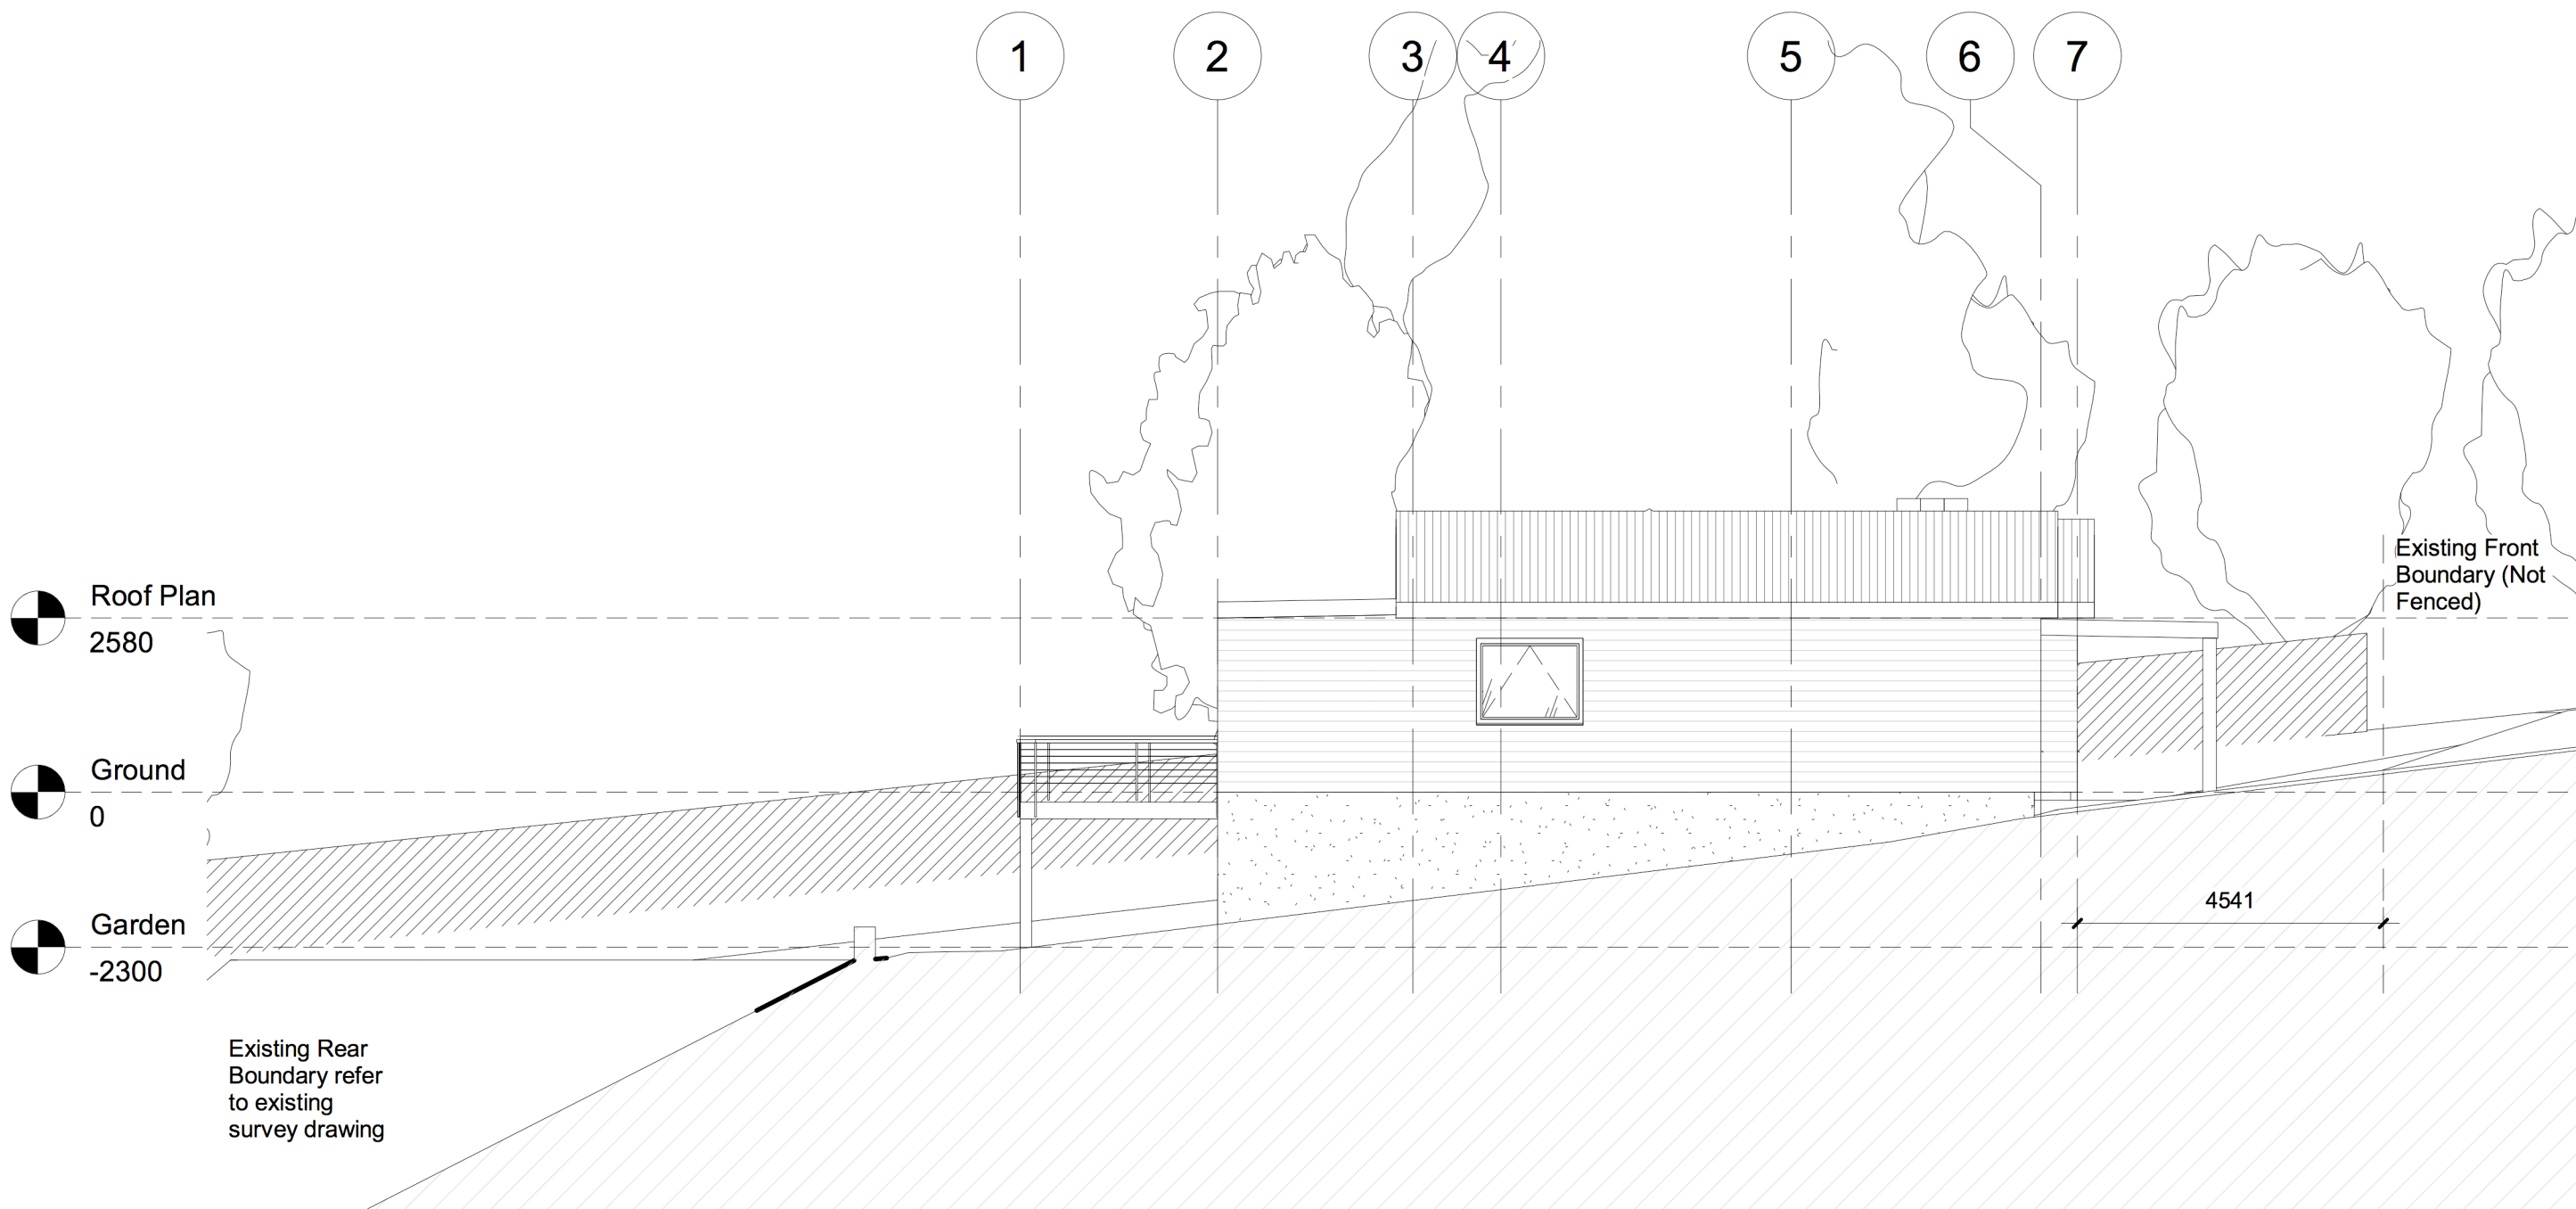 1 2 3 4 5 6 7
Existing Front
Boundary (Not
Fenced)
Roof Plan
2580
Ground
0
4541
Garden
-2300
Existing Rear
Boundary refer
to existing
survey drawing